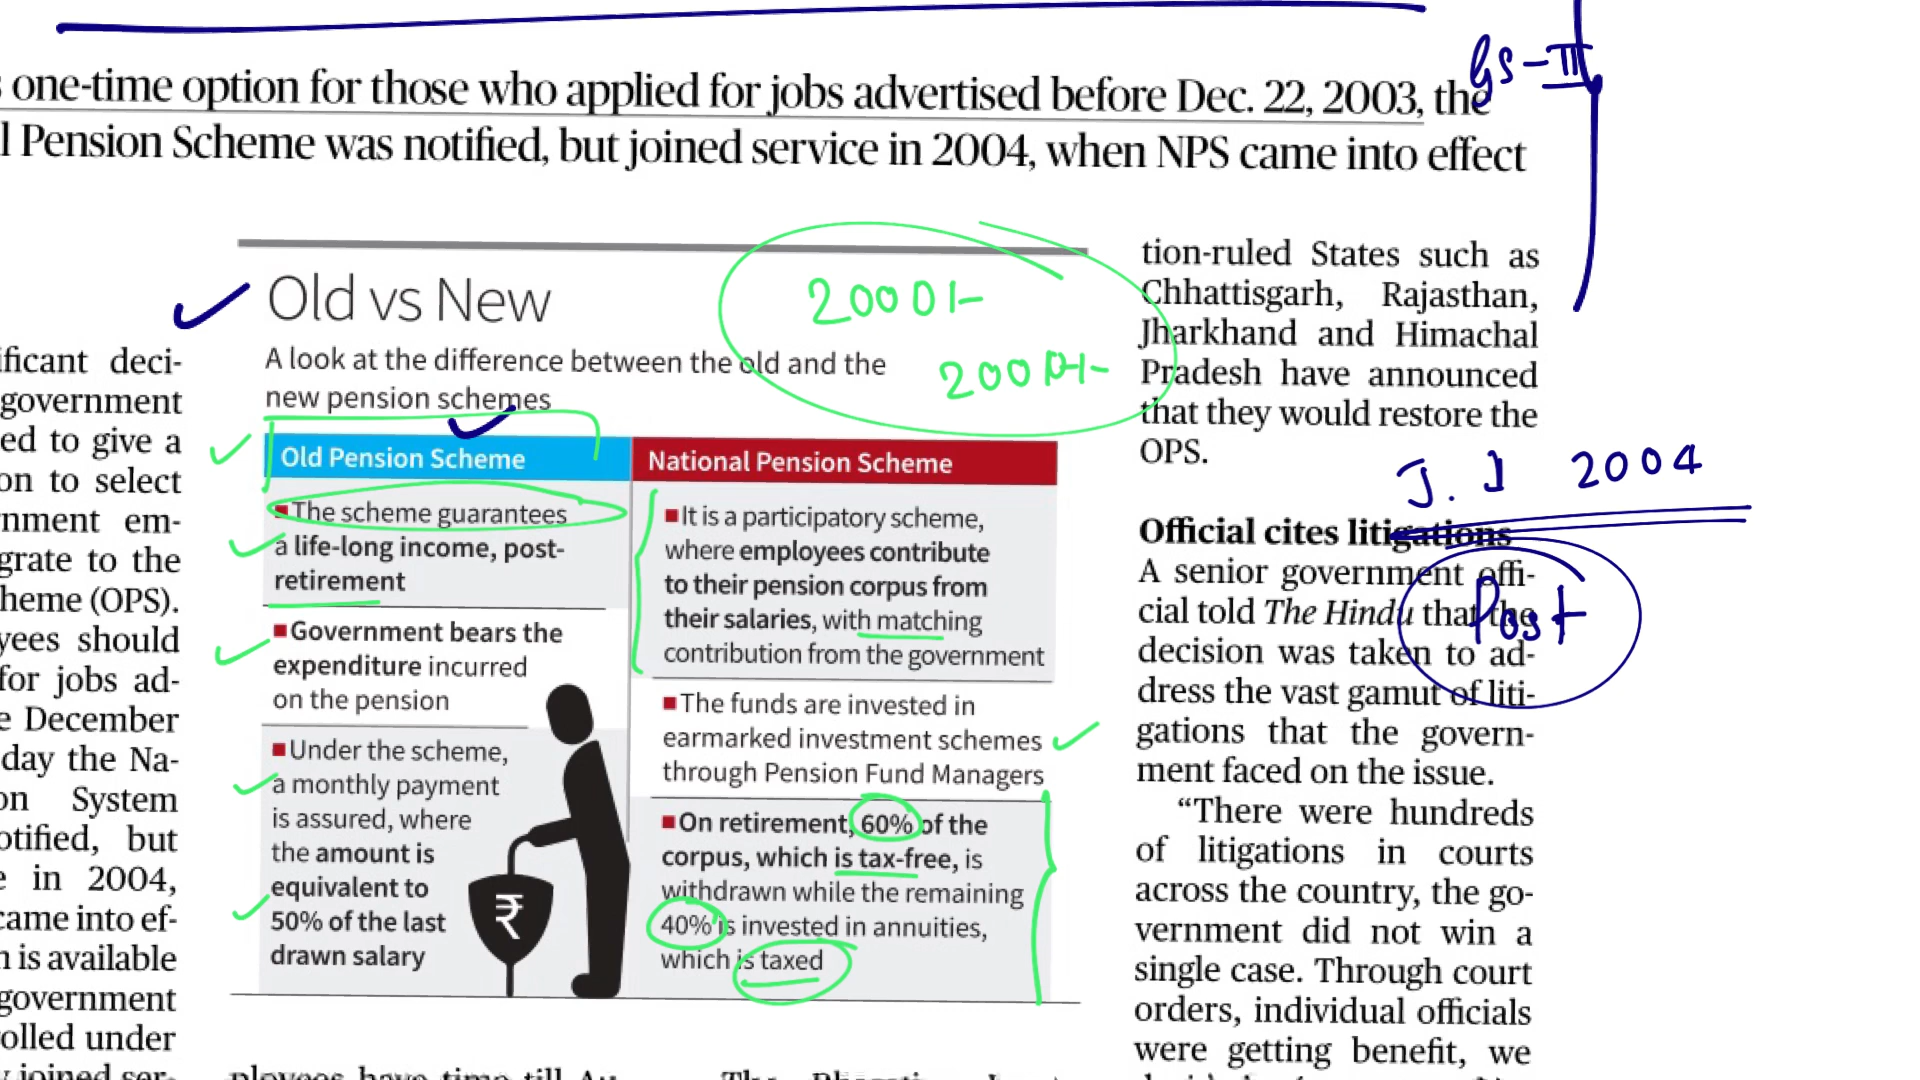 GS-III
s one-time option for those who applied for jobs advertised before Dec. 22, 2003, the
l Pension Scheme was notified, but joined service in 2004, when NPS came into effect
ificant deci-
government
ed to give a
on to select
rnment em-
grate to the
heme (OPS).
yees should
for jobs ad-
e December
day the Na-
on System
otified, but
e in 2004,
came into ef-
n is available
government
olled under
y joined ser-
Old vs New
2000/-
2000/-
A look at the difference between the old and the
new pension schemes
Old Pension Scheme
The scheme guarantees
a life-long income, post-
retirement
Government bears the
expenditure incurred
on the pension
Under the scheme,
a monthly payment
is assured, where
the amount is
equivalent to
50% of the last
drawn salary
₹
National Pension Scheme
It is a participatory scheme,
where employees contribute
to their pension corpus from
their salaries, with matching
contribution from the government
The funds are invested in
earmarked investment schemes
through Pension Fund Managers
On retirement, 60% of the
corpus, which is tax-free, is
withdrawn while the remaining
40% is invested in annuities,
which is taxed
ployees have time till Au-
The Bharatiya
tion-ruled States such as
Chhattisgarh, Rajasthan,
Jharkhand and Himachal
Pradesh have announced
that they would restore the
OPS.
2004
Official cites litigations
Post
A senior government offi-
cial told The Hindu that the
decision was taken to ad-
dress the vast gamut of liti-
gations that the govern-
ment faced on the issue.
“There were hundreds
of litigations in courts
across the country, the go-
vernment did not win a
single case. Through court
orders, individual officials
were getting benefit, we